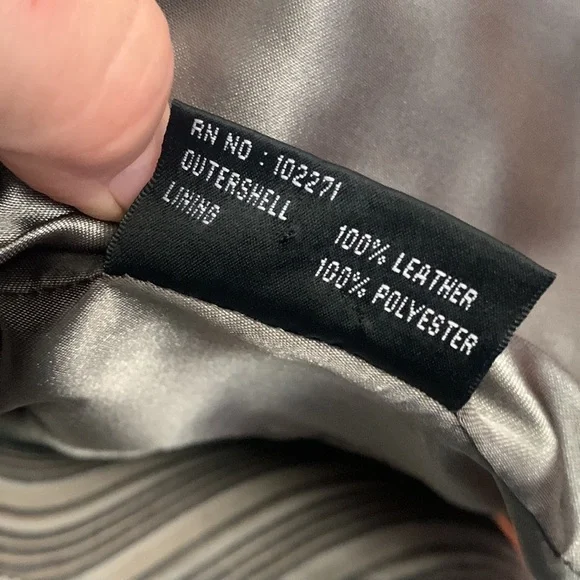 RN NO : 102271
OUTERSHELL 100% LEATHER
LINING 100% POLYESTER